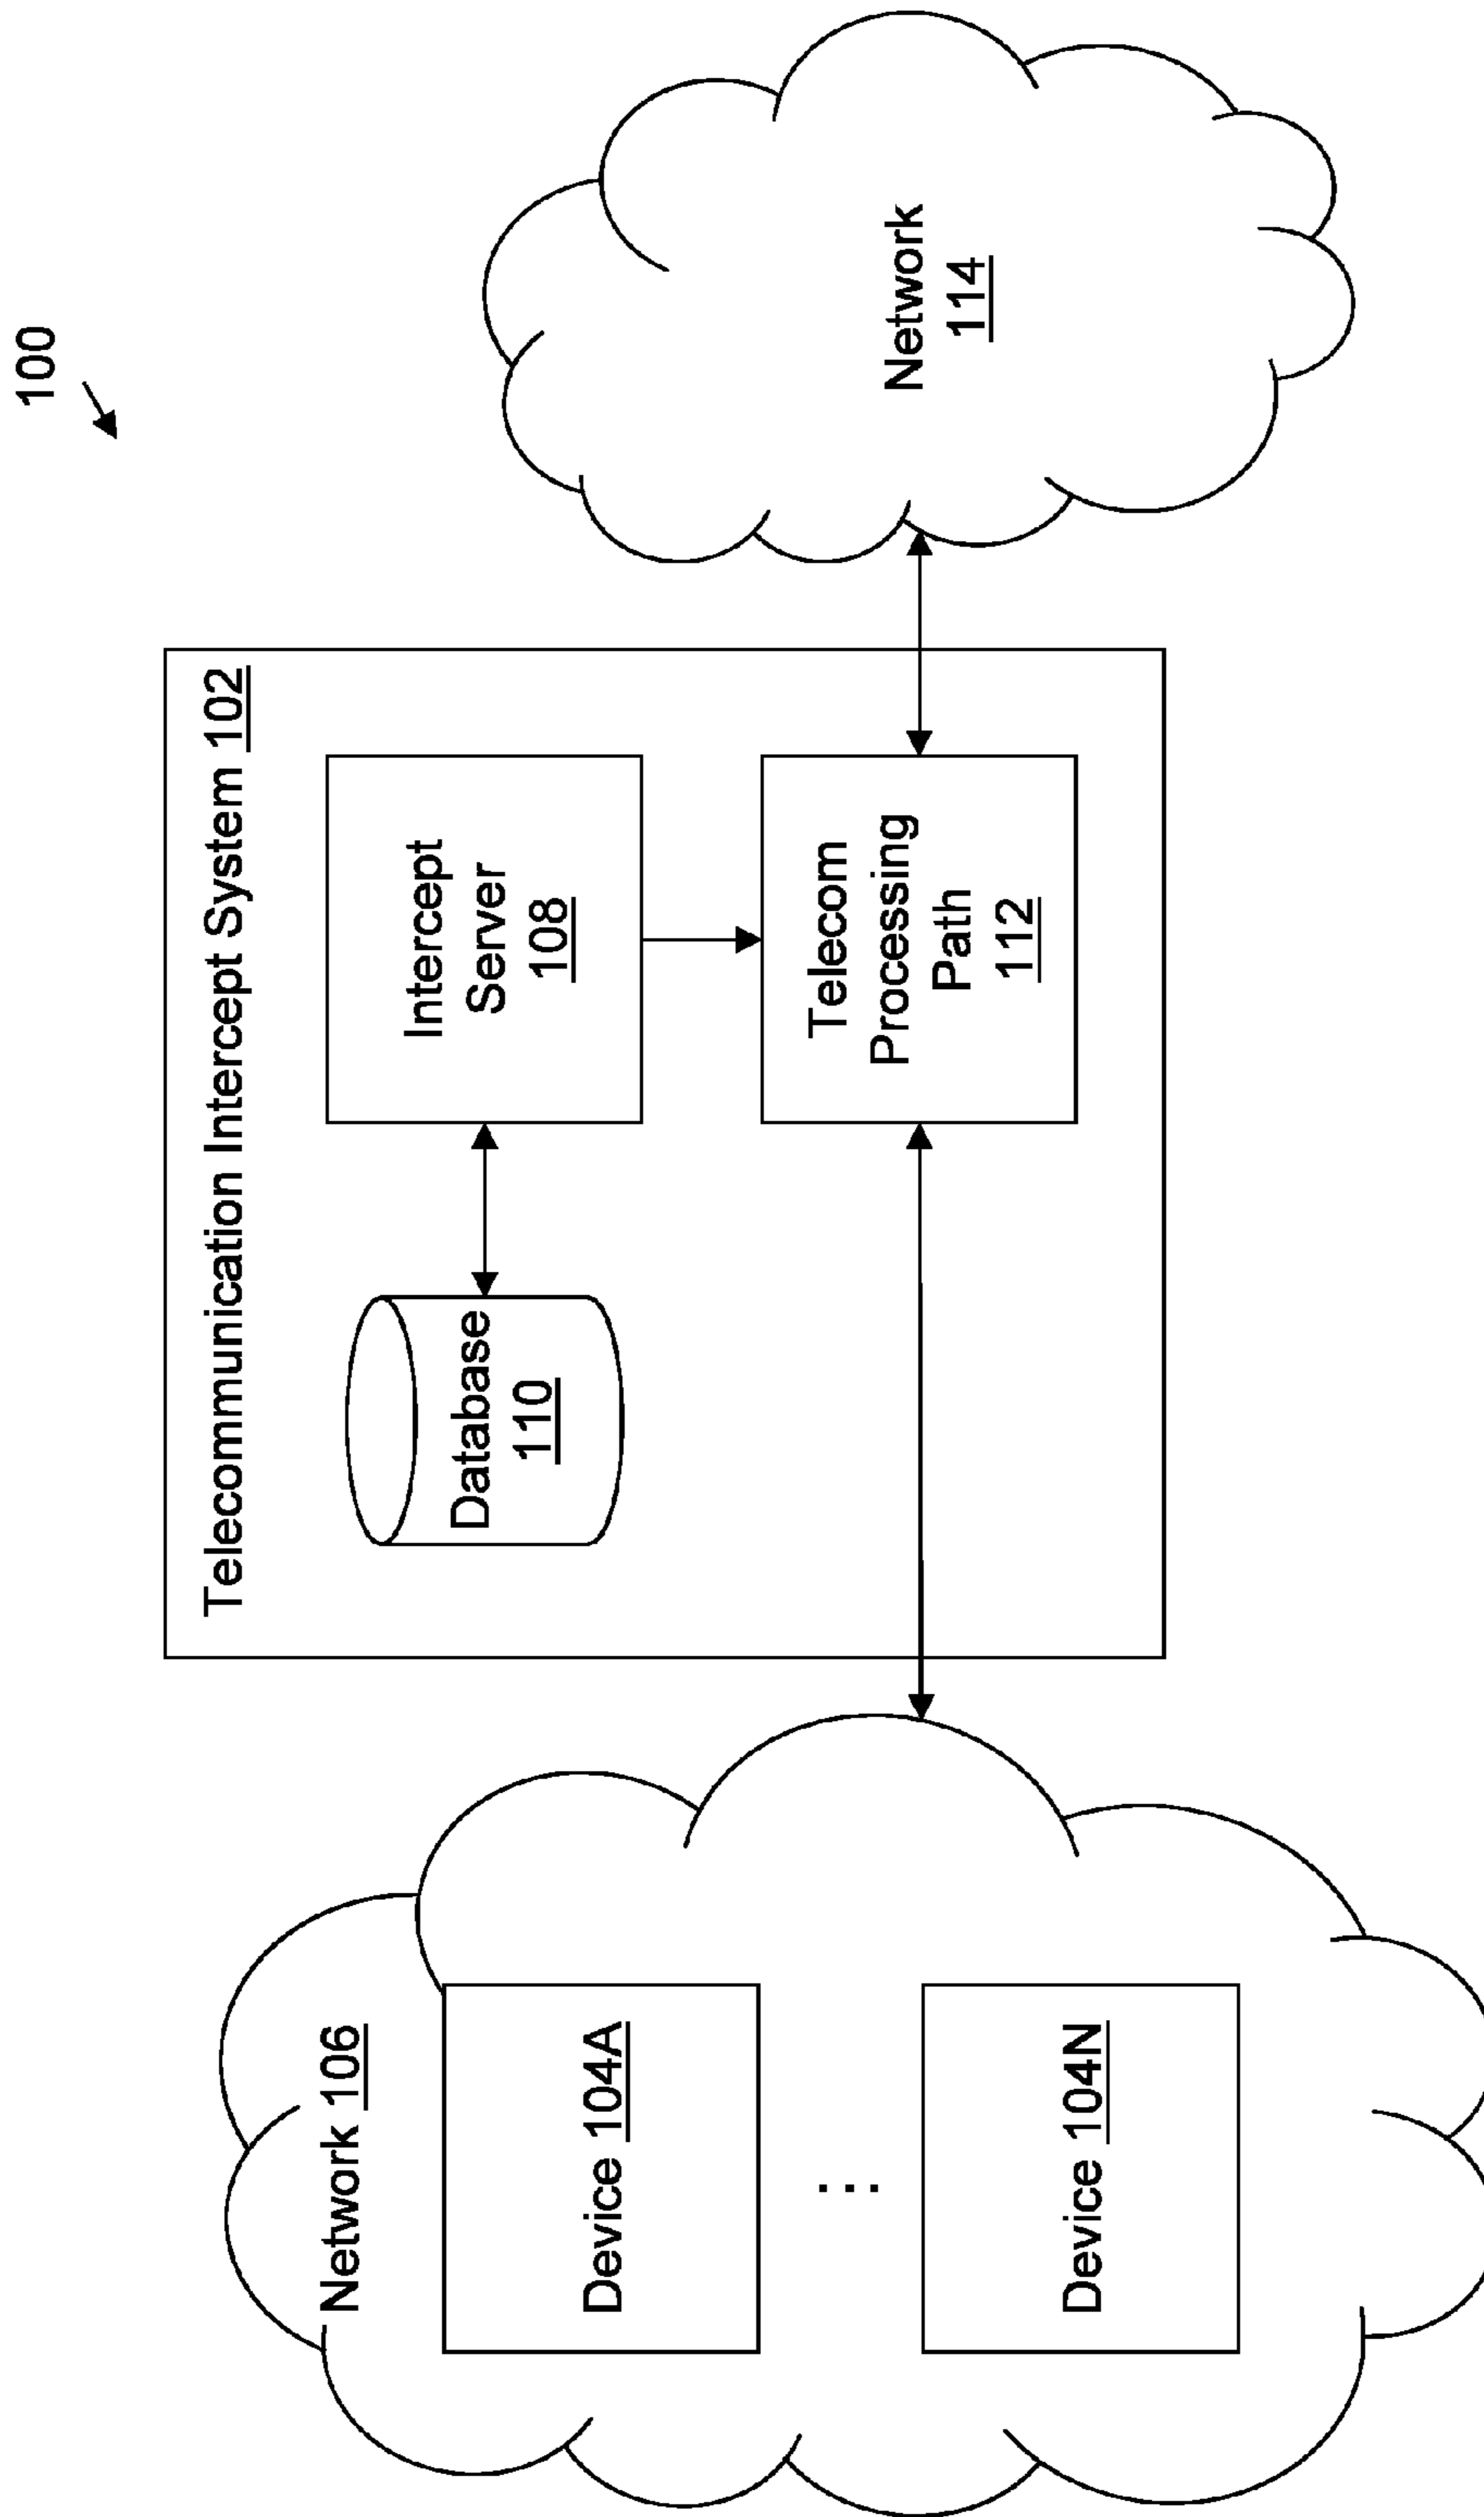 100
Telecommunication Intercept System 102
Network 106
Device 104A
...
Device 104N
Database
110
Intercept
Server
108
Telecom
Processing
Path
112
Network
114